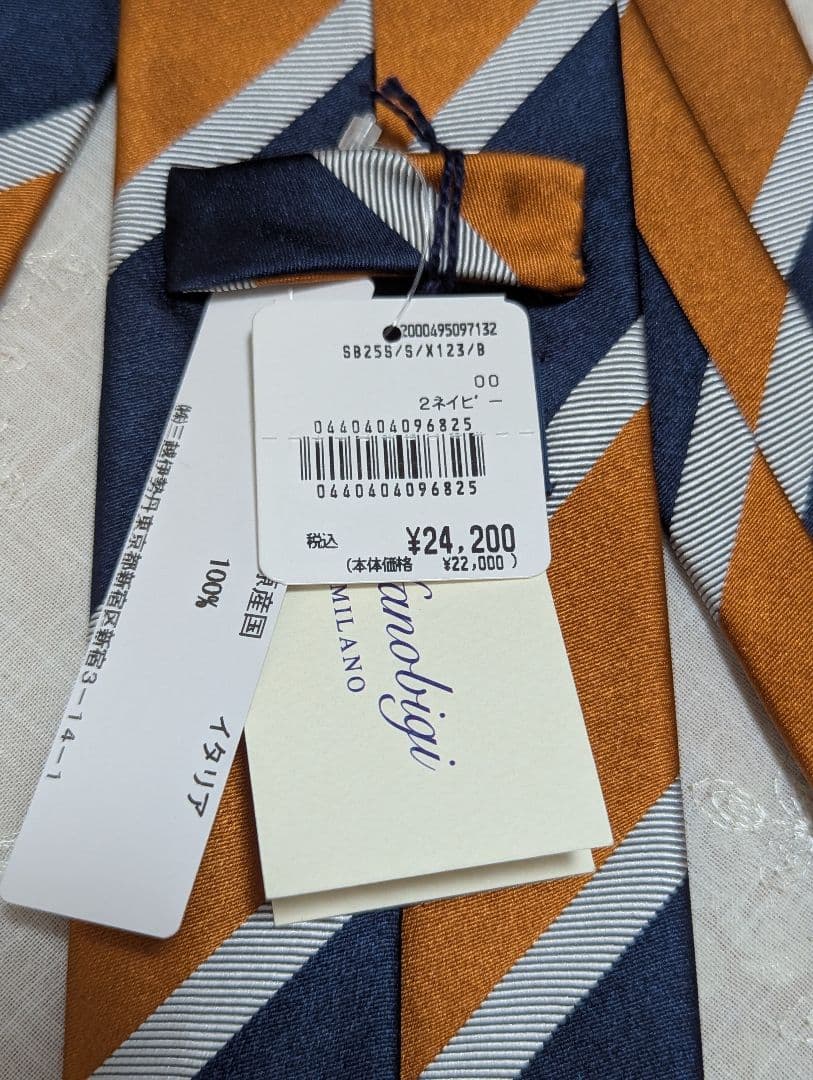 2000495097132
SB25S/S/X123/B
00
2ネイビー
0440404096825
0440404096825
税込 ¥24,200
(本体価格 ¥22,000)
anobigi
MILANO
産国
イタリア
100%
㈱三越伊勢丹東京都新宿区新宿3-14-1